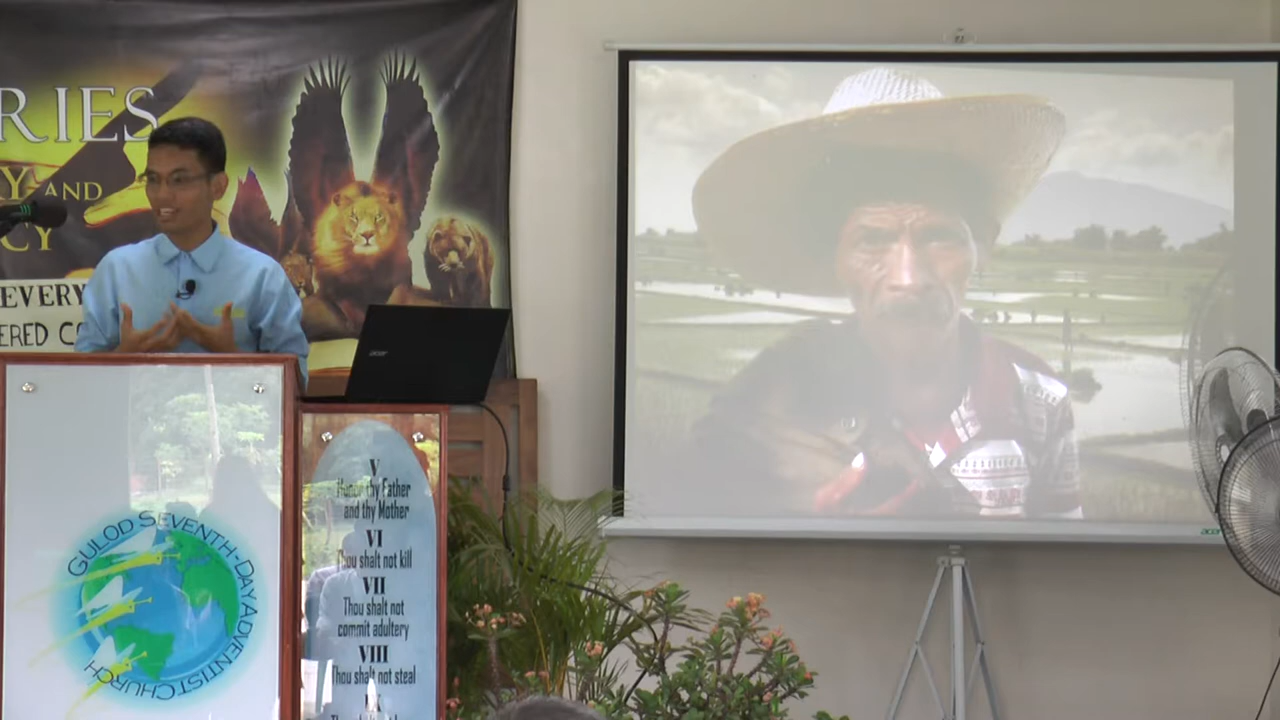 RIES
Y AND
CY
EVERY
ERED CO
acer
GULOD SEVENTH-DAY ADVENTIST CHURCH
V
Honor thy Father
and thy Mother
VI
Thou shalt not kill
VII
Thou shalt not
commit adultery
VIII
Thou shalt not steal